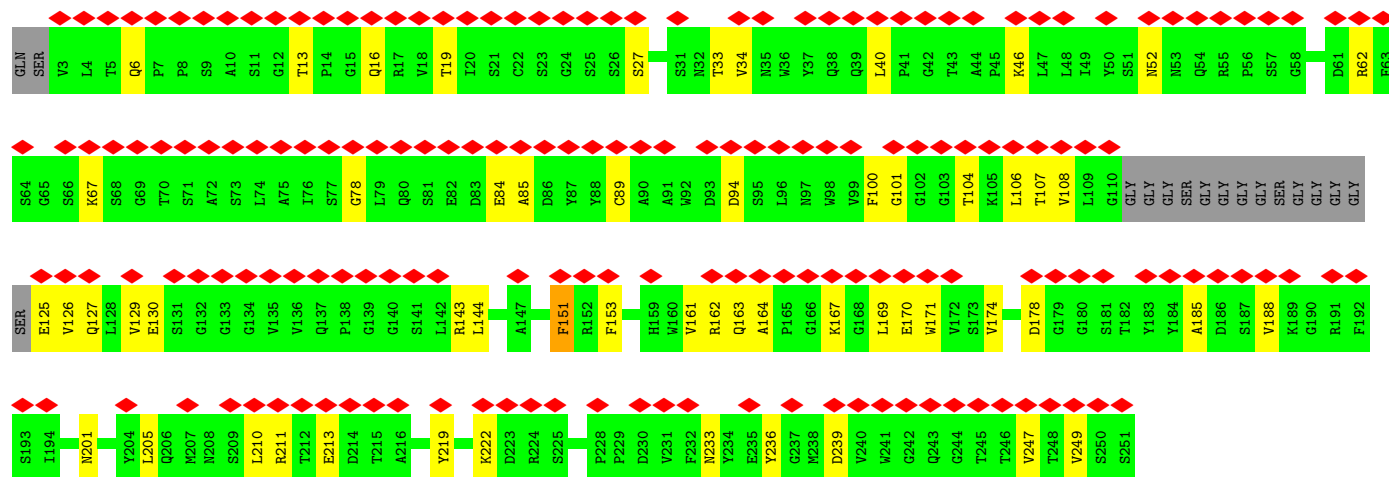 GLN SER V3 L4 T5 Q6 P7 P8 S9 A10 S11 G12 T13 P14 G15 Q16 R17 V18 T19 I20 S21 C22 S23 G24 S25 S26 S27 S31 N32 T33 V34 N35 W36 Y37 Q38 Q39 L40 P41 G42 T43 A44 P45 K46 L47 L48 I49 Y50 S51 N52 N53 Q54 R55 P56 S57 G58 D61 R62 F63
S64 G65 S66 K67 S68 G69 T70 S71 A72 S73 L74 A75 I76 S77 G78 L79 Q80 S81 E82 D83 E84 A85 D86 Y87 Y88 C89 A90 A91 W92 D93 D94 S95 L96 N97 W98 V99 F100 G101 G102 G103 T104 K105 L106 T107 V108 L109 G110 GLY GLY GLY SER GLY GLY GLY GLY SER GLY GLY GLY GLY
SER E125 V126 Q127 L128 V129 E130 S131 G132 G133 G134 V135 V136 Q137 P138 G139 G140 S141 L142 R143 L144 A147 F151 R152 F153 H159 W160 V161 R162 Q163 A164 P165 G166 K167 G168 L169 E170 W171 V172 S173 V174 D178 G179 G180 S181 T182 Y183 Y184 A185 D186 S187 V188 K189 G190 R191 F192
S193 I194 N201 Y204 L205 Q206 M207 N208 S209 L210 R211 T212 E213 D214 T215 A216 Y219 K222 D223 R224 S225 P228 P229 D230 V231 F232 N233 Y234 E235 Y236 G237 M238 D239 V240 W241 G242 Q243 G244 T245 T246 V247 T248 V249 S250 S251